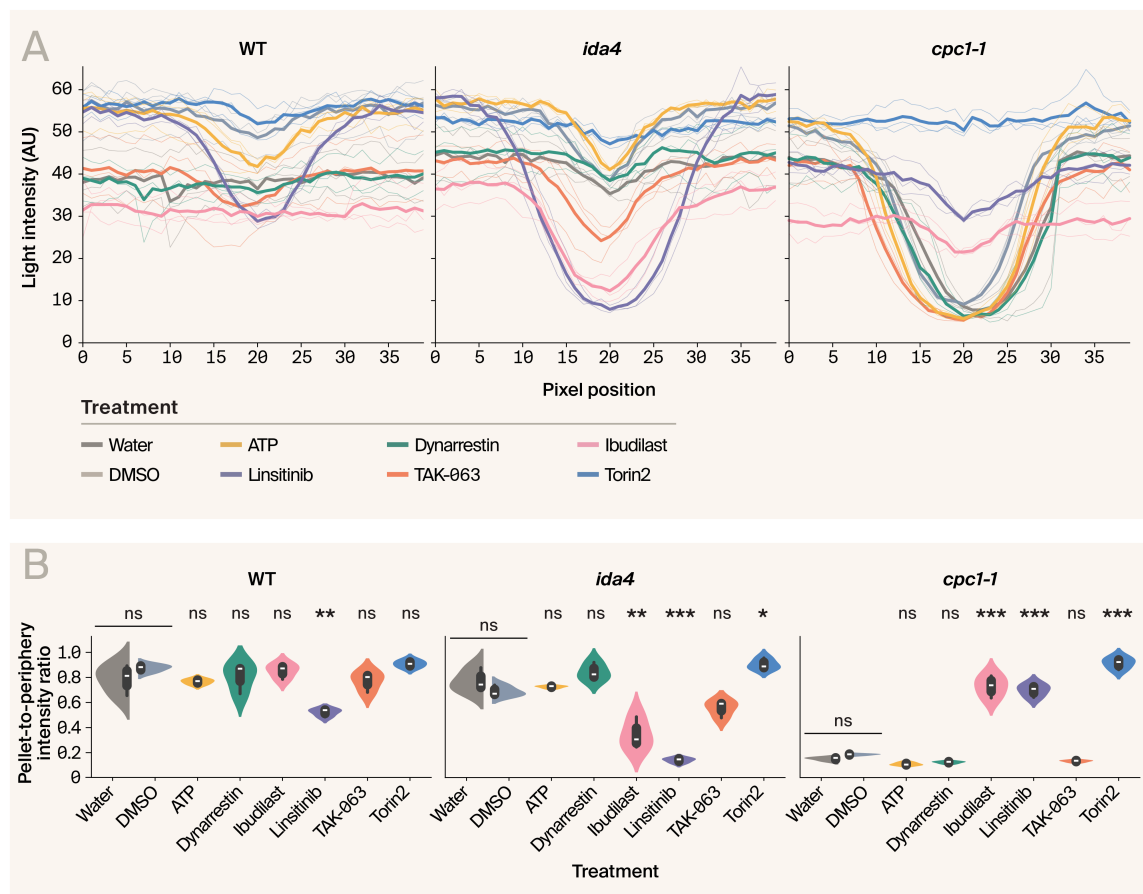 A
WT
ida4
cpc1-1
Light intensity (AU)
60
50
40
30
20
10
0
0 5 10 15 20 25 30 35
0 5 10 15 20 25 30 35
0 5 10 15 20 25 30 35
Pixel position
Treatment
Water ATP Dynarrestin Ibudilast
DMSO Linsitinib TAK-063 Torin2
B
WT
ida4
cpc1-1
ns ns ns ns ** ns ns
ns ns ns ** *** ns *
ns ns ns *** *** ns ***
Pellet-to-periphery
intensity ratio
1.0
0.8
0.6
0.4
0.2
0
Water DMSO ATP Dynarrestin Ibudilast Linsitinib TAK-063 Torin2
Water DMSO ATP Dynarrestin Ibudilast Linsitinib TAK-063 Torin2
Water DMSO ATP Dynarrestin Ibudilast Linsitinib TAK-063 Torin2
Treatment